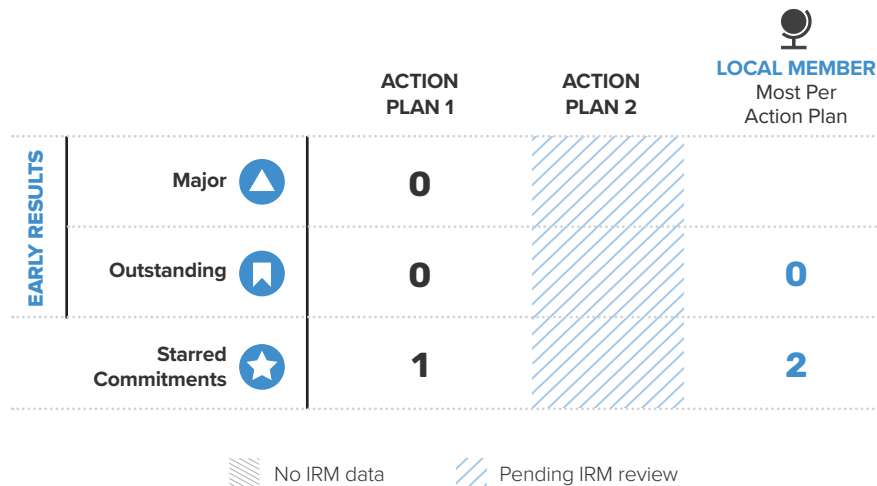 LOCAL MEMBER
Most Per
Action Plan
ACTION
PLAN 1
ACTION
PLAN 2
EARLY RESULTS
Major
0
Outstanding
0
0
Starred
Commitments
1
2
No IRM data
Pending IRM review